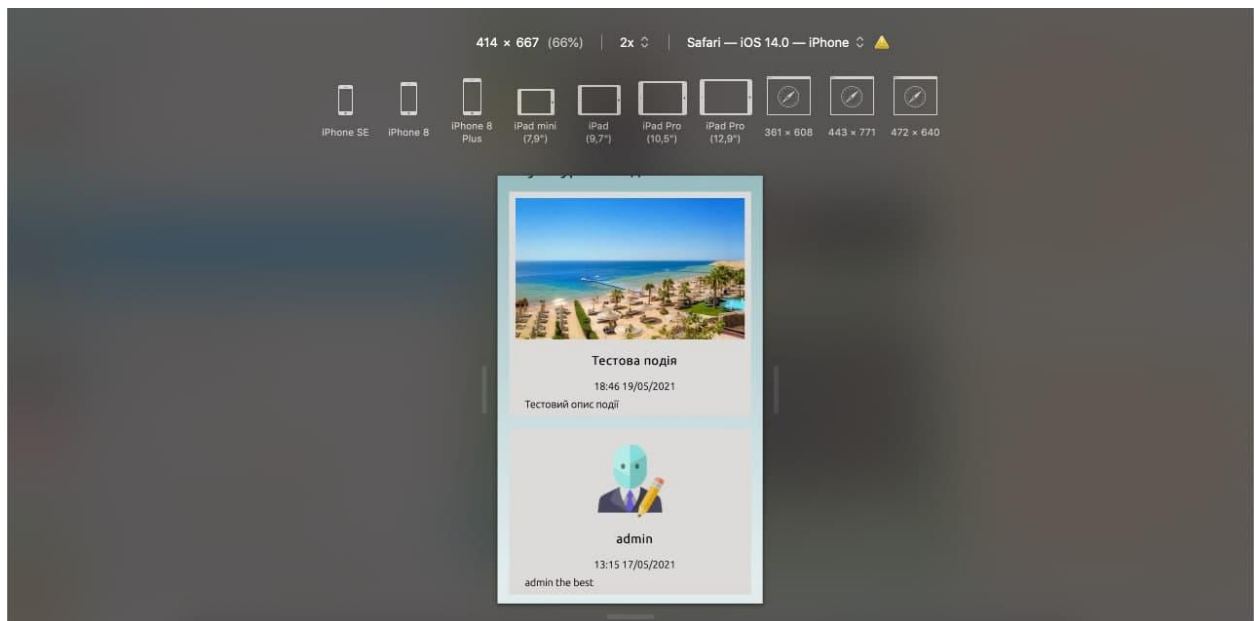 414 × 667 (66%) 2x Safari — iOS 14.0 — iPhone
iPhone SE
iPhone 8
iPhone 8
Plus
iPad mini
(7,9")
iPad
(9,7")
iPad Pro
(10,5")
iPad Pro
(12,9")
361 × 608
443 × 771
472 × 640
Тестова подія
18:46 19/05/2021
Тестовий опис події
admin
13:15 17/05/2021
admin the best